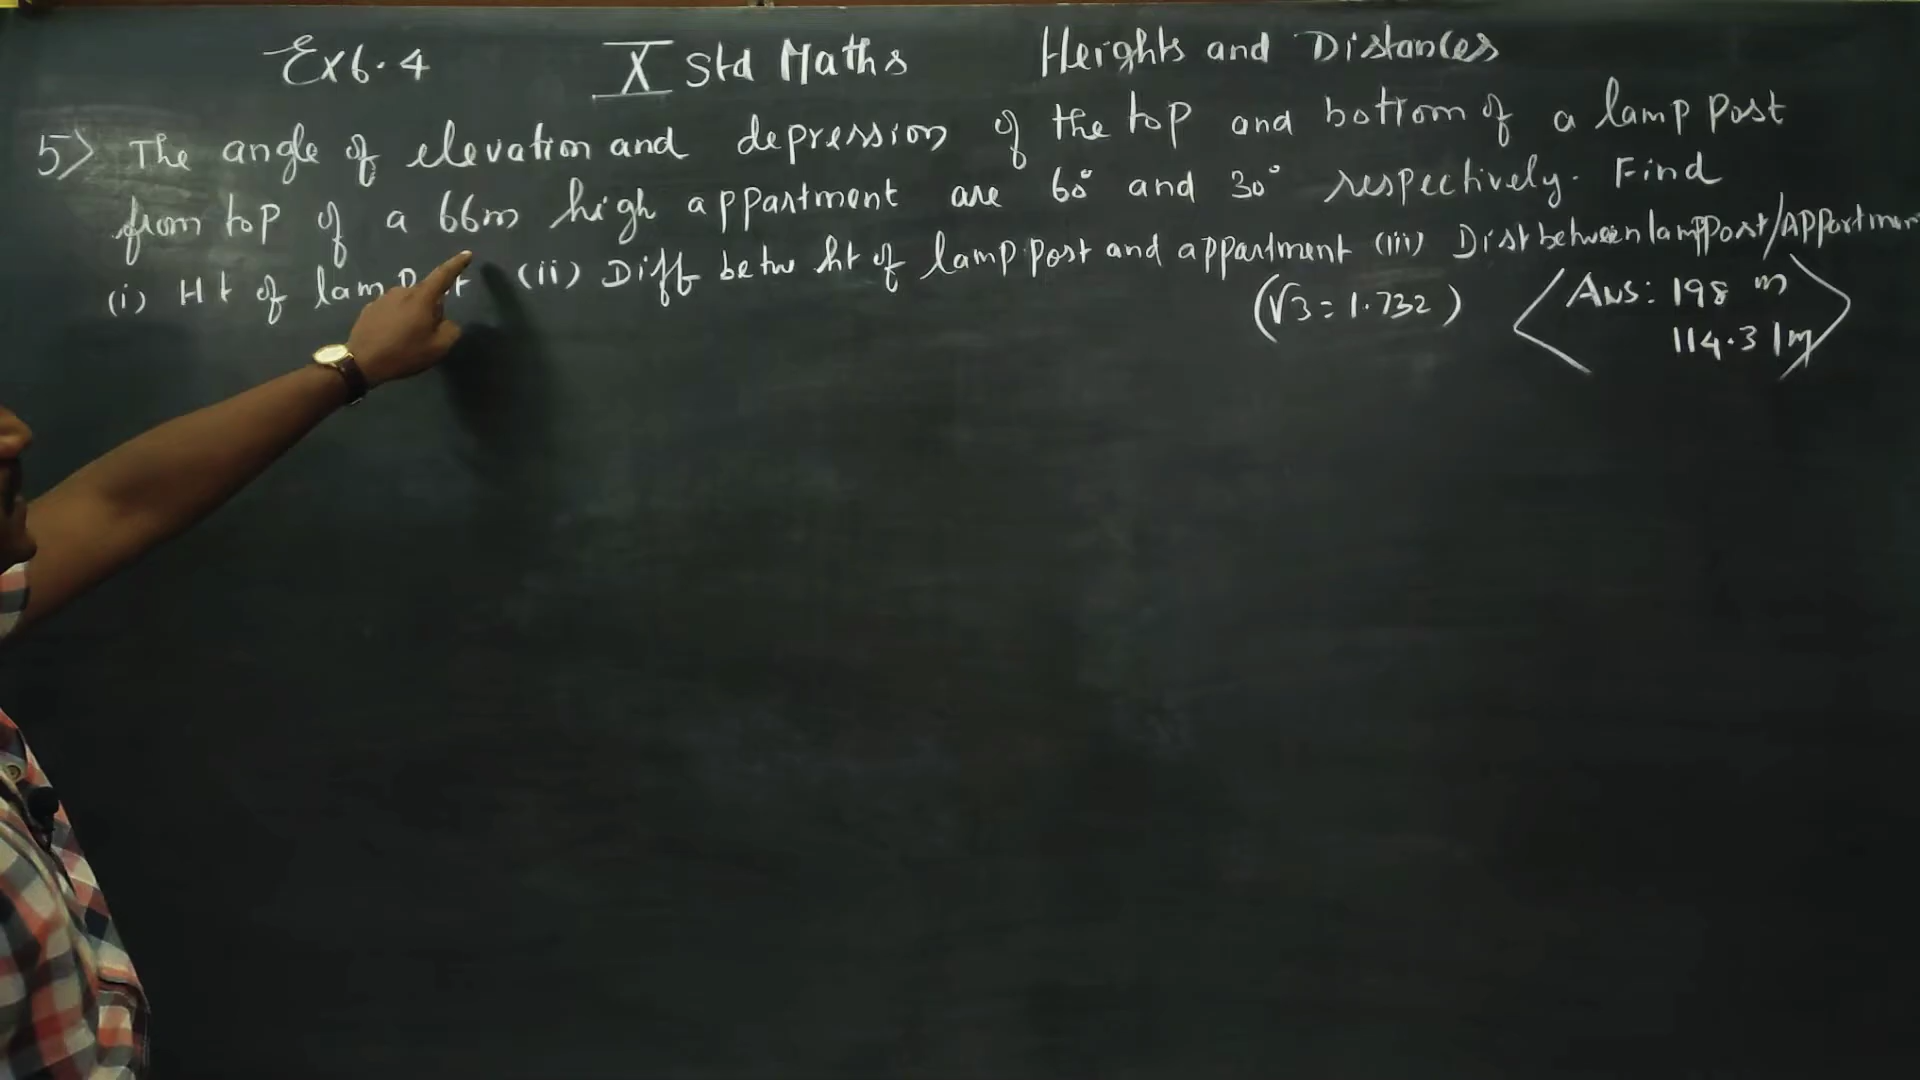 Ex 6.4 X Std Maths Heights and Distances
5) The angle of elevation and depression of the top and bottom of a lamp post
from top of a 66m high appartment are 60° and 30° respectively. Find
(i) Ht of lamp (ii) Diff betw ht of lamp post and appartment (iii) Dist between lamppost/Appartment
(√3 = 1.732) Ans: 198 m
114.31m